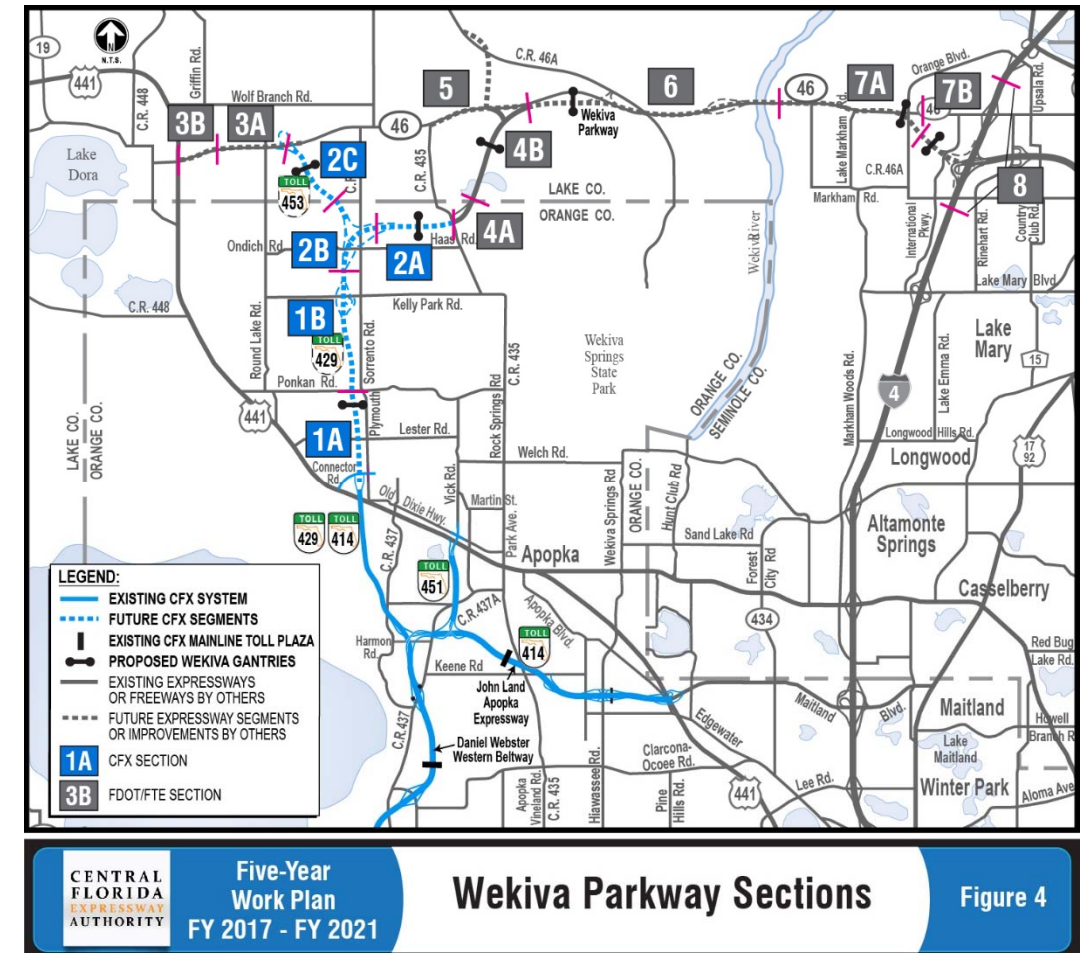 19
N
N.T.S.
441
Griffin Rd.
C.R. 448
Wolf Branch Rd.
C.R. 46A
5
6
46
7A
Orange Blvd.
7B
46
Upsala Rd.
3B
3A
46
Wekiva
Parkway
Lake Markham Rd.
C.R.46A
Lake
Dora
2C
C.R. 435
4B
LAKE CO.
ORANGE CO.
Markham Rd.
8
TOLL
453
4A
International
Pkwy.
Rinehart Rd.
Country
Club Rd.
Ondich Rd.
2B
2A
Haas Rd.
Wekiva River
Lake Mary Blvd
C.R. 448
Round Lake Rd.
1B
Kelly Park Rd.
TOLL
429
Sorrento Rd.
Plymouth
Ponkan Rd.
C.R. 435
Rock Springs Rd
Wekiva
Springs
State
Park
ORANGE CO.
SEMINOLE CO.
Markham Woods Rd.
4
Lake Emma Rd.
Lake
Mary
15
441
LAKE CO.
ORANGE CO.
1A
Lester Rd.
Connector
Rd.
Vick Rd.
Welch Rd.
Longwood Hills Rd.
Longwood
17
92
Old Dixie Hwy.
Martin St.
Park Ave.
Wekiva Springs Rd
ORANGE CO.
Hunt Club Rd
Sand Lake Rd
TOLL
429
TOLL
414
C.R. 437
Apopka
Forest
City Rd
Altamonte
Springs
Casselberry
TOLL
451
C.R. 437A
Apopka Blvd.
434
TOLL
414
Harmon
Rd.
Keene Rd
John Land
Apopka
Expressway
Red Bug
Lake Rd.
C.R. 437
Daniel Webster
Western Beltway
Edgewater
Maitland
Blvd.
Maitland
Howell
Branch R
Lake
Maitland
Winter Park
Aloma Ave
Apopka
Vineland Rd.
C.R. 435
Hiawassee Rd.
Clarcona-
Ocoee Rd.
Pine
Hills Rd.
441
Lee Rd.
LEGEND:
EXISTING CFX SYSTEM
FUTURE CFX SEGMENTS
EXISTING CFX MAINLINE TOLL PLAZA
PROPOSED WEKIVA GANTRIES
EXISTING EXPRESSWAYS
OR FREEWAYS BY OTHERS
FUTURE EXPRESSWAY SEGMENTS
OR IMPROVEMENTS BY OTHERS
1A CFX SECTION
3B FDOT/FTE SECTION
CENTRAL
FLORIDA
EXPRESSWAY
AUTHORITY
Five-Year
Work Plan
FY 2017 - FY 2021
Wekiva Parkway Sections
Figure 4